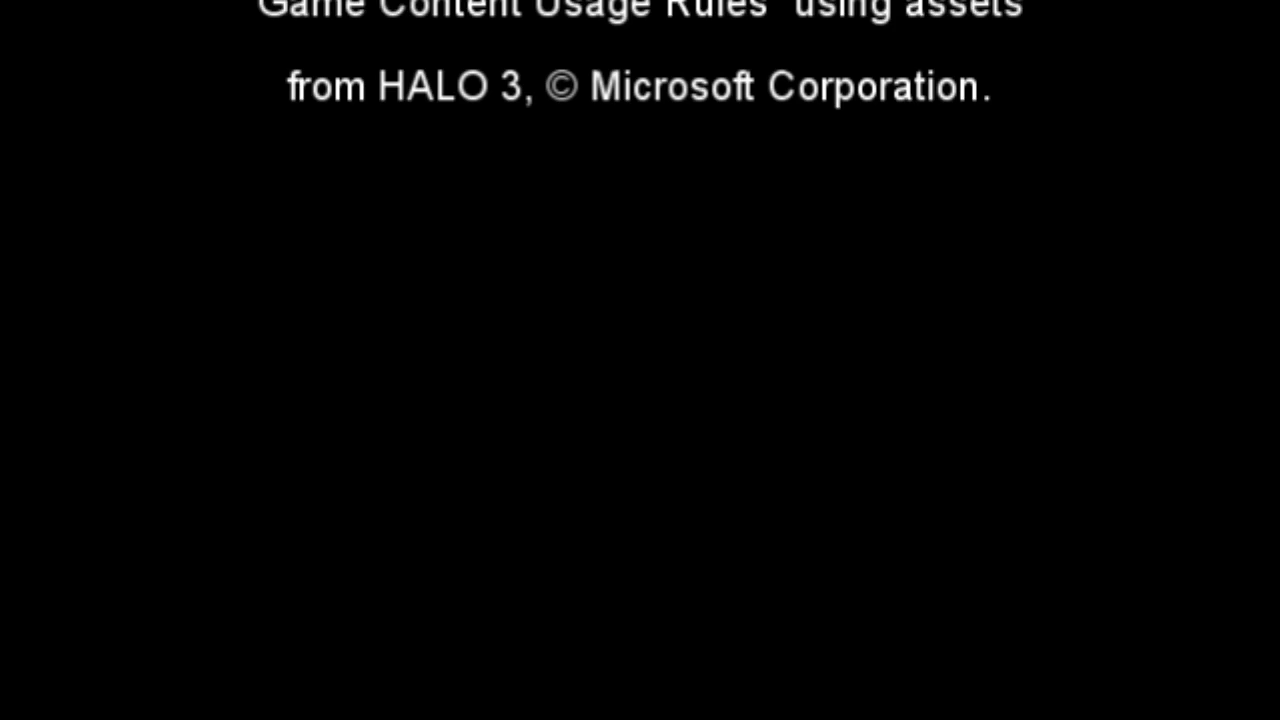 Game Content Usage Rules" using assets
from HALO 3, © Microsoft Corporation.